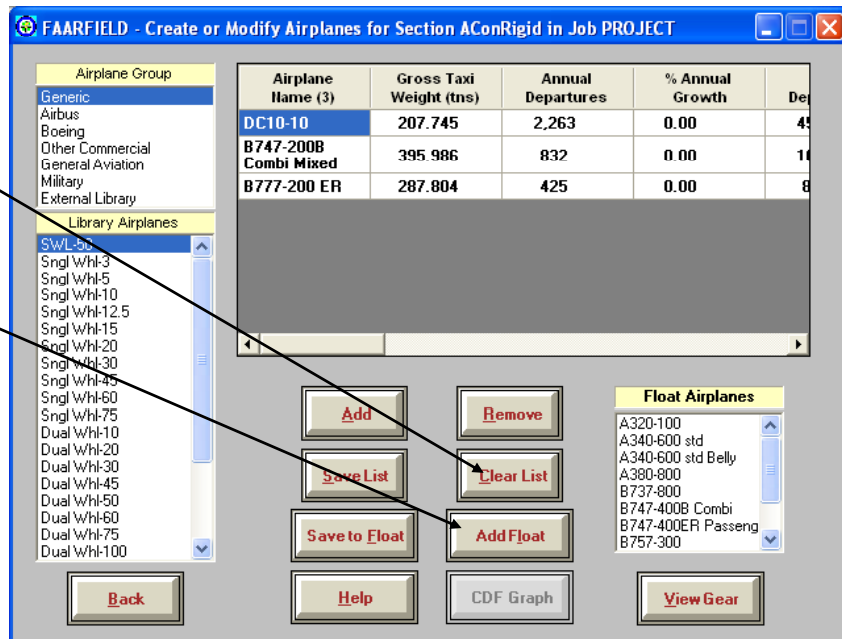 FAARFIELD - Create or Modify Airplanes for Section AConRigid in Job PROJECT
Airplane Group
Generic
Airbus
Boeing
Other Commercial
General Aviation
Military
External Library
Library Airplanes
SWL-50
Sngl Whl-3
Sngl Whl-5
Sngl Whl-10
Sngl Whl-12.5
Sngl Whl-15
Sngl Whl-20
Sngl Whl-30
Sngl Whl-45
Sngl Whl-60
Sngl Whl-75
Dual Whl-10
Dual Whl-20
Dual Whl-30
Dual Whl-45
Dual Whl-50
Dual Whl-60
Dual Whl-75
Dual Whl-100
Airplane Name (3) Gross Taxi Weight (tns) Annual Departures % Annual Growth
DC10-10 207.745 2,263 0.00
B747-200B Combi Mixed 395.986 832 0.00
B777-200 ER 287.804 425 0.00
Add
Remove
Save List
Clear List
Save to Float
Add Float
Help
CDF Graph
Back
Float Airplanes
A320-100
A340-600 std
A340-600 std Belly
A380-800
B737-800
B747-400B Combi
B747-400ER Passeng
B757-300
View Gear